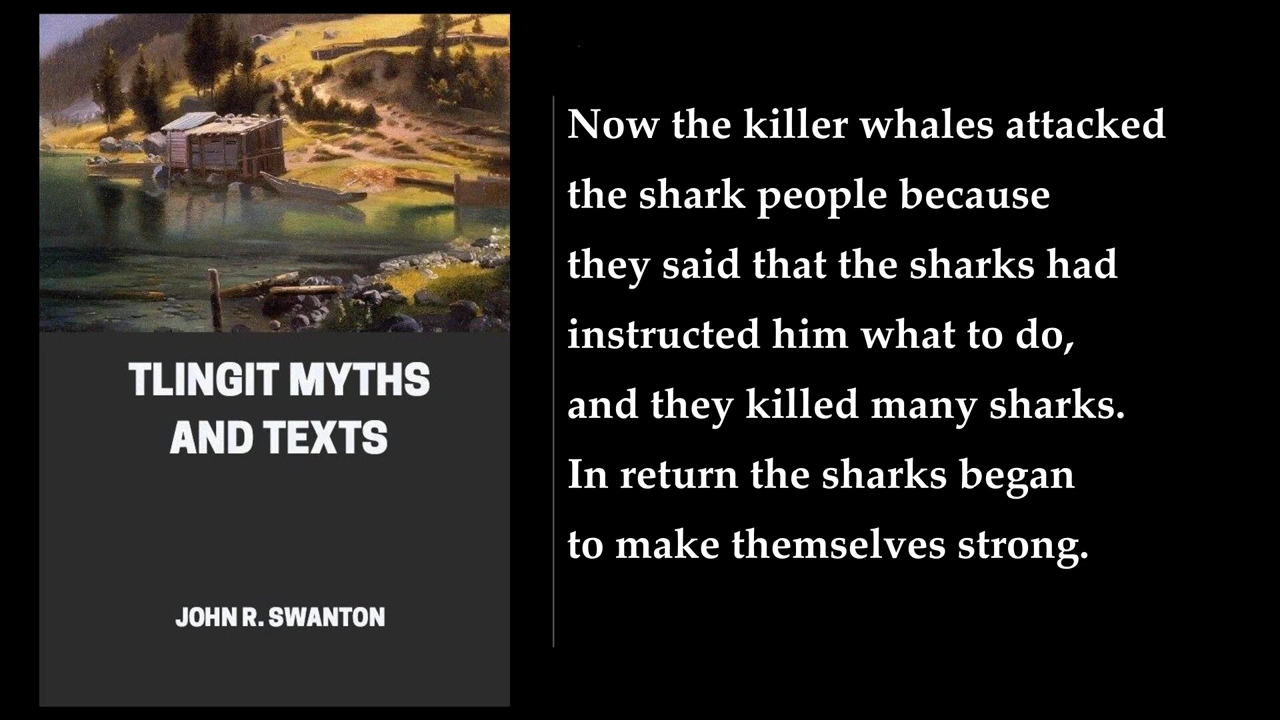 TLINGIT MYTHS
AND TEXTS
JOHN R. SWANTON
Now the killer whales attacked
the shark people because
they said that the sharks had
instructed him what to do,
and they killed many sharks.
In return the sharks began
to make themselves strong.